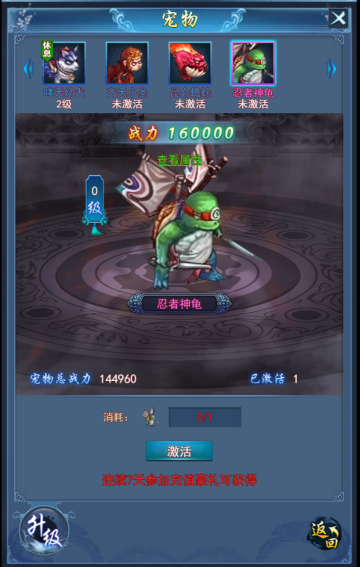 宠物
休息
2级
未激活
未激活
忍者神龟
未激活
战力 160000
查看属性
0
级
忍者神龟
宠物总战力 144960
已激活 1
消耗：
0/1
激活
连续7天参加充值豪礼可获得
升级
返回